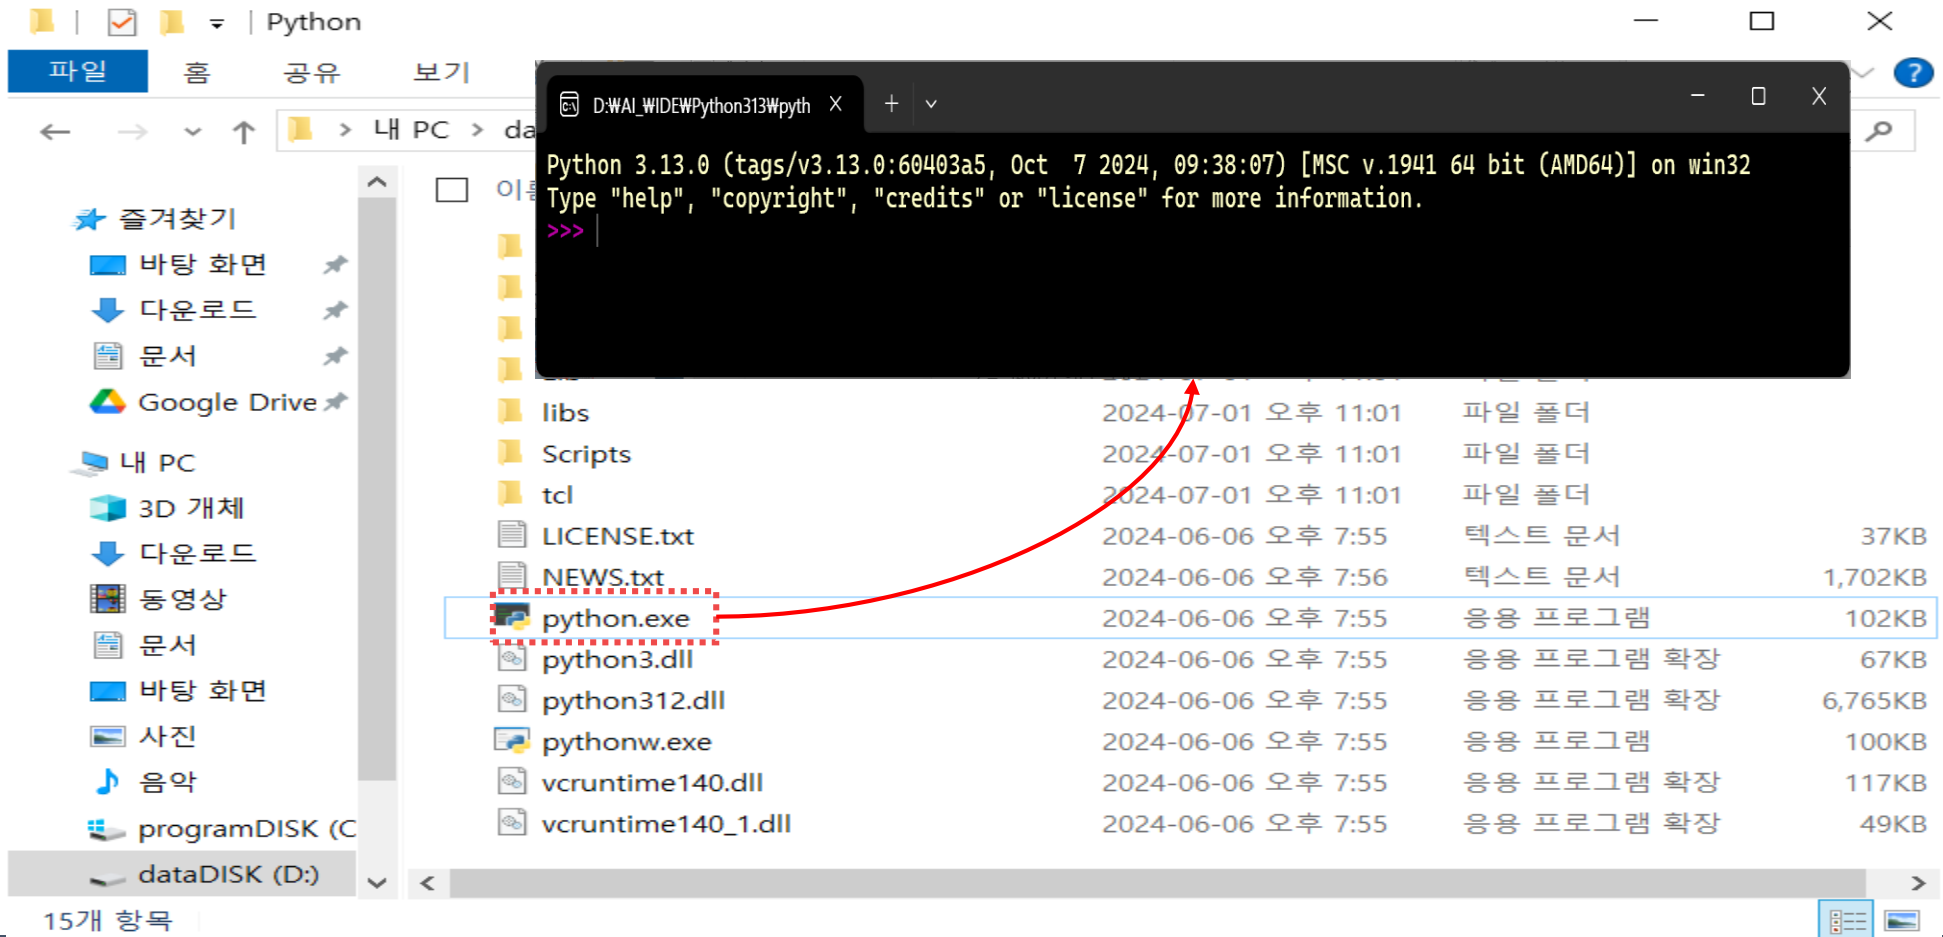 Python
파일 홈 공유 보기
내 PC
D:\AI_\IDE\Python313\pyth
Python 3.13.0 (tags/v3.13.0:60403a5, Oct  7 2024, 09:38:07) [MSC v.1941 64 bit (AMD64)] on win32
Type "help", "copyright", "credits" or "license" for more information.
>>>
즐겨찾기
바탕 화면
다운로드
문서
Google Drive
내 PC
3D 개체
다운로드
동영상
문서
바탕 화면
사진
음악
programDISK (C
dataDISK (D:)
libs 2024-07-01 오후 11:01 파일 폴더
Scripts 2024-07-01 오후 11:01 파일 폴더
tcl 2024-07-01 오후 11:01 파일 폴더
LICENSE.txt 2024-06-06 오후 7:55 텍스트 문서 37KB
NEWS.txt 2024-06-06 오후 7:56 텍스트 문서 1,702KB
python.exe 2024-06-06 오후 7:55 응용 프로그램 102KB
python3.dll 2024-06-06 오후 7:55 응용 프로그램 확장 67KB
python312.dll 2024-06-06 오후 7:55 응용 프로그램 확장 6,765KB
pythonw.exe 2024-06-06 오후 7:55 응용 프로그램 100KB
vcruntime140.dll 2024-06-06 오후 7:55 응용 프로그램 확장 117KB
vcruntime140_1.dll 2024-06-06 오후 7:55 응용 프로그램 확장 49KB
15개 항목